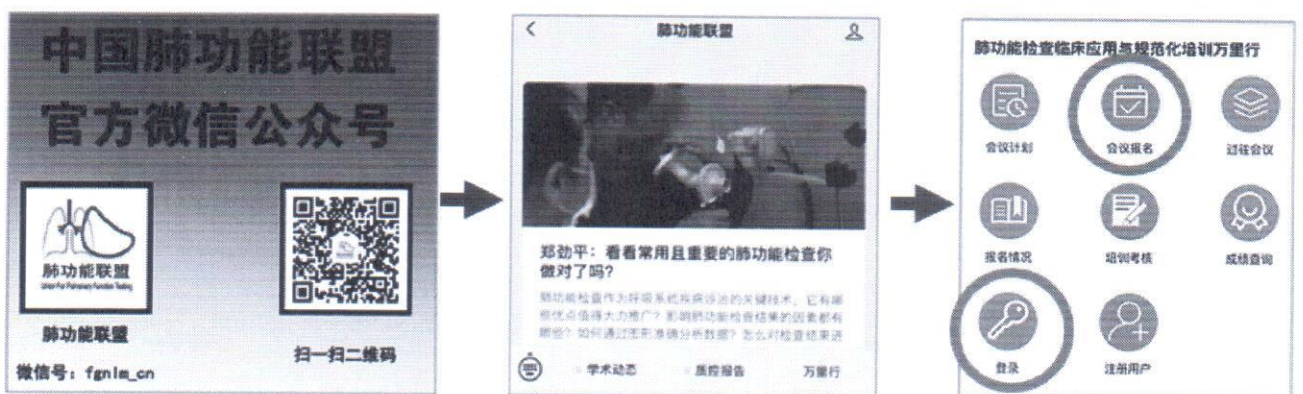 中国肺功能联盟
官方微信公众号
肺功能联盟
Union For Pulmonary Function Testing
肺功能联盟
微信号：fgnlm_cn
扫一扫二维码
肺功能联盟
郑劲平：看看常用且重要的肺功能检查你
做对了吗？
肺功能检查作为呼吸系统疾病诊治的关键技术，它有哪
些优点值得大力推广？影响肺功能检查结果的因素都有
哪些？如何通过图形准确分析数据？怎么对检查结果进
学术动态
质控报告
万里行
肺功能检查临床应用与规范化培训万里行
会议计划
会议报名
过往会议
报名情况
培训考核
成绩查询
登录
注册用户